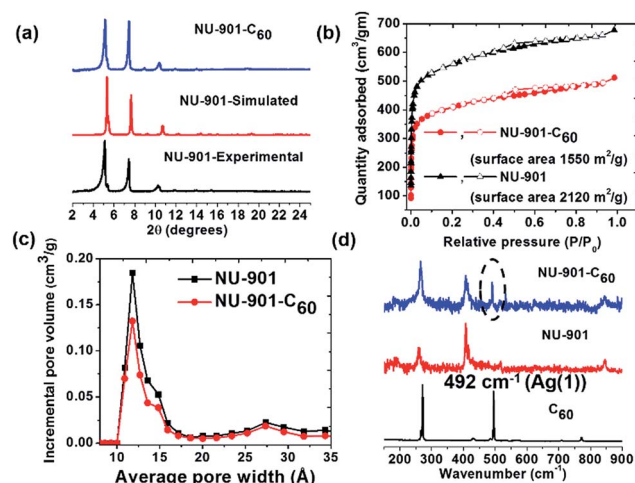 (a)
NU-901-C60
NU-901-Simulated
NU-901-Experimental
2 4 6 8 10 12 14 16 18 20 22 24
2θ (degrees)
(b)
Quantity adsorbed (cm³/gm)
700
600
500
400
300
200
100
NU-901-C60
(surface area 1550 m²/g)
NU-901
(surface area 2120 m²/g)
0.0 0.2 0.4 0.6 0.8 1.0
Relative pressure (P/P0)
(c)
Incremental pore volume (cm³/g)
0.20
0.15
0.10
0.05
0.00
NU-901
NU-901-C60
10 15 20 25 30 35
Average pore width (Å)
(d)
NU-901-C60
NU-901
492 cm⁻¹ (Ag(1))
C60
200 300 400 500 600 700 800 900
Wavenumber (cm⁻¹)